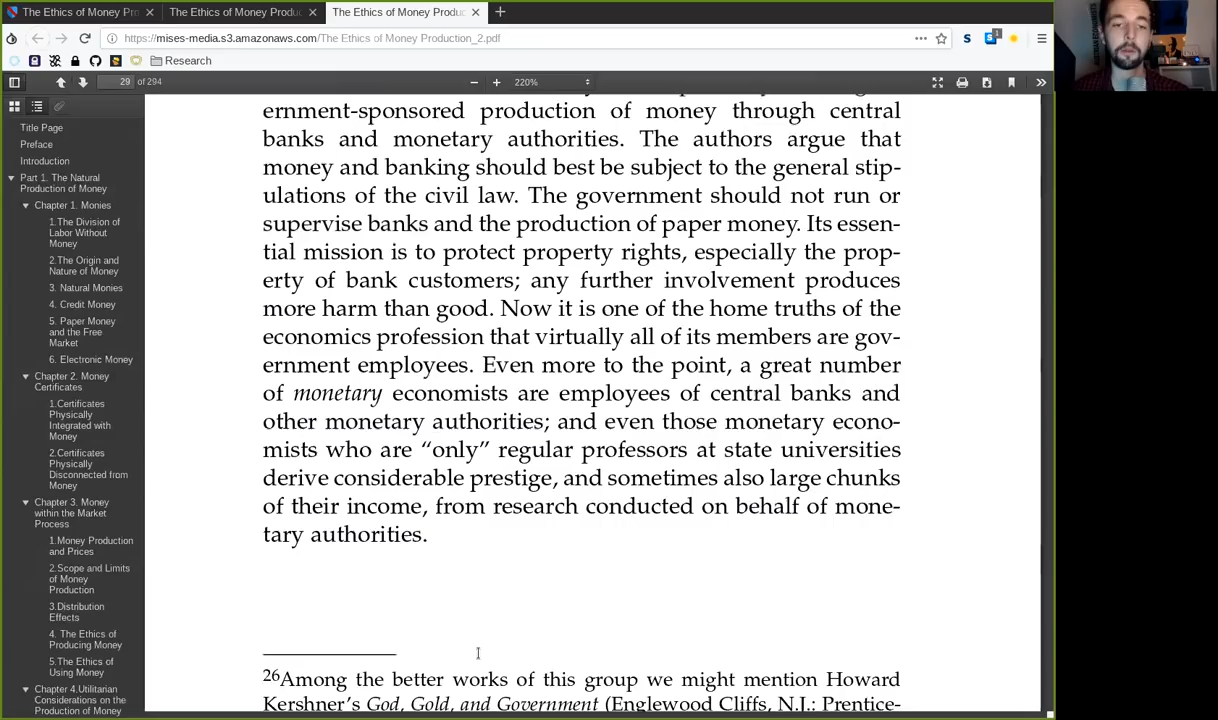 The Ethics of Money Pro
The Ethics of Money Produc
The Ethics of Money Produc
https://mises-media.s3.amazonaws.com/The Ethics of Money Production_2.pdf
Research
29 of 294
220%
Title Page
Preface
Introduction
Part 1. The Natural
Production of Money
Chapter 1. Monies
1.The Division of
Labor Without
Money
2.The Origin and
Nature of Money
3. Natural Monies
4. Credit Money
5. Paper Money
and the Free
Market
6. Electronic Money
Chapter 2. Money
Certificates
1.Certificates
Physically
Integrated with
Money
2.Certificates
Physically
Disconnected from
Money
Chapter 3. Money
within the Market
Process
1.Money Production
and Prices
2.Scope and Limits
of Money
Production
3.Distribution
Effects
4. The Ethics of
Producing Money
5.The Ethics of
Using Money
Chapter 4.Utilitarian
Considerations on the
Production of Money
ernment-sponsored production of money through central
banks and monetary authorities. The authors argue that
money and banking should best be subject to the general stip-
ulations of the civil law. The government should not run or
supervise banks and the production of paper money. Its essen-
tial mission is to protect property rights, especially the prop-
erty of bank customers; any further involvement produces
more harm than good. Now it is one of the home truths of the
economics profession that virtually all of its members are gov-
ernment employees. Even more to the point, a great number
of monetary economists are employees of central banks and
other monetary authorities; and even those monetary econo-
mists who are “only” regular professors at state universities
derive considerable prestige, and sometimes also large chunks
of their income, from research conducted on behalf of mone-
tary authorities.
26Among the better works of this group we might mention Howard
Kershner’s God, Gold, and Government (Englewood Cliffs, N.J.: Prentice-